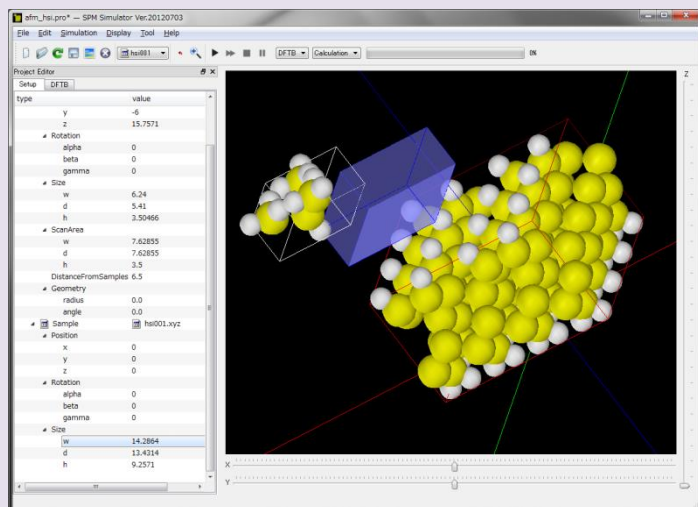 afm_hsi.pro* — SPM Simulator Ver.20120703
File Edit Simulation Display Tool Help
hsi001 DFTB Calculation 0%
Project Editor
Setup DFTB
type value
y -6
z 15.7571
Rotation
alpha 0
beta 0
gamma 0
Size
w 6.24
d 5.41
h 3.50466
ScanArea
w 7.62855
d 7.62855
h 3.5
DistanceFromSamples 6.5
Geometry
radius 0.0
angle 0.0
Sample hsi001.xyz
Position
x 0
y 0
z 0
Rotation
alpha 0
beta 0
gamma 0
Size
w 14.2864
d 13.4314
h 9.2571
Z
X
Y